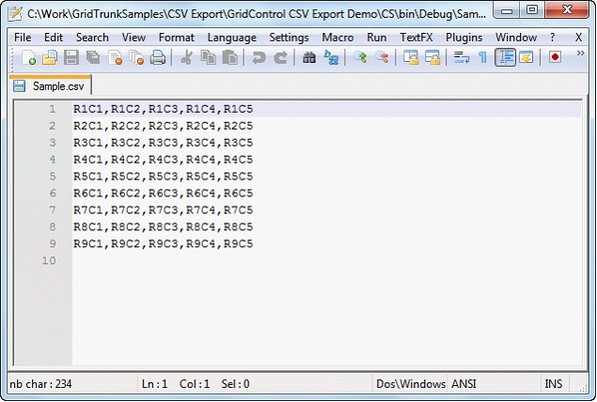 C:\Work\GridTrunkSamples\CSV Export\GridControl CSV Export Demo\CS\bin\Debug\Sam...
File Edit Search View Format Language Settings Macro Run TextFX Plugins Window ? X
Sample.csv
1 R1C1,R1C2,R1C3,R1C4,R1C5
2 R2C1,R2C2,R2C3,R2C4,R2C5
3 R3C1,R3C2,R3C3,R3C4,R3C5
4 R4C1,R4C2,R4C3,R4C4,R4C5
5 R5C1,R5C2,R5C3,R5C4,R5C5
6 R6C1,R6C2,R6C3,R6C4,R6C5
7 R7C1,R7C2,R7C3,R7C4,R7C5
8 R8C1,R8C2,R8C3,R8C4,R8C5
9 R9C1,R9C2,R9C3,R9C4,R9C5
10
nb char : 234 Ln : 1 Col : 1 Sel : 0 Dos\Windows ANSI INS